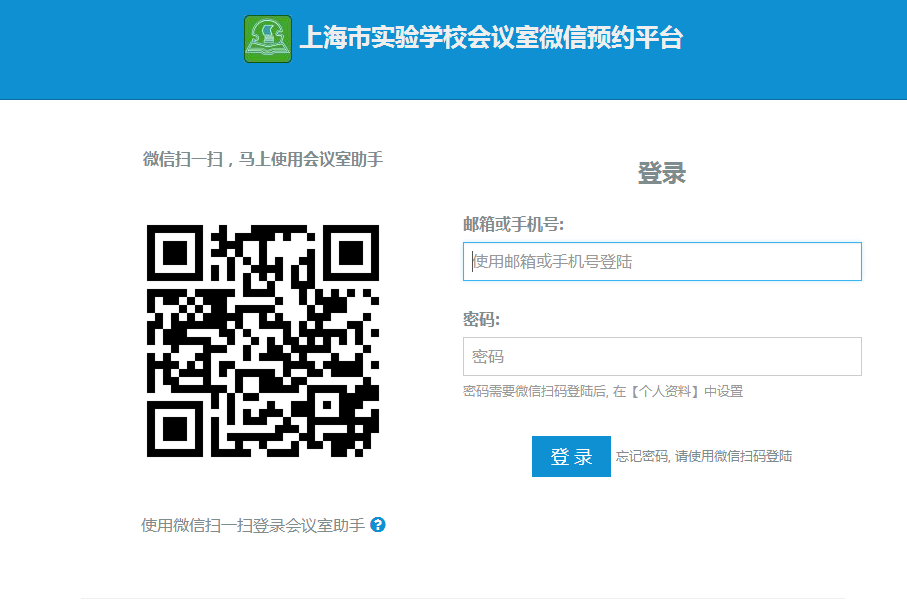 上海市实验学校会议室微信预约平台
微信扫一扫，马上使用会议室助手
登录
邮箱或手机号:
使用邮箱或手机号登陆
密码:
密码
密码需要微信扫码登陆后, 在【个人资料】中设置
登 录 忘记密码, 请使用微信扫码登陆
使用微信扫一扫登录会议室助手 ?